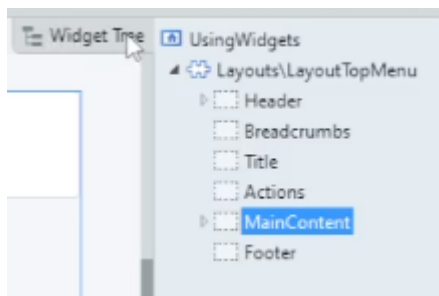 Widget Tree
UsingWidgets
Layouts\LayoutTopMenu
Header
Breadcrumbs
Title
Actions
MainContent
Footer